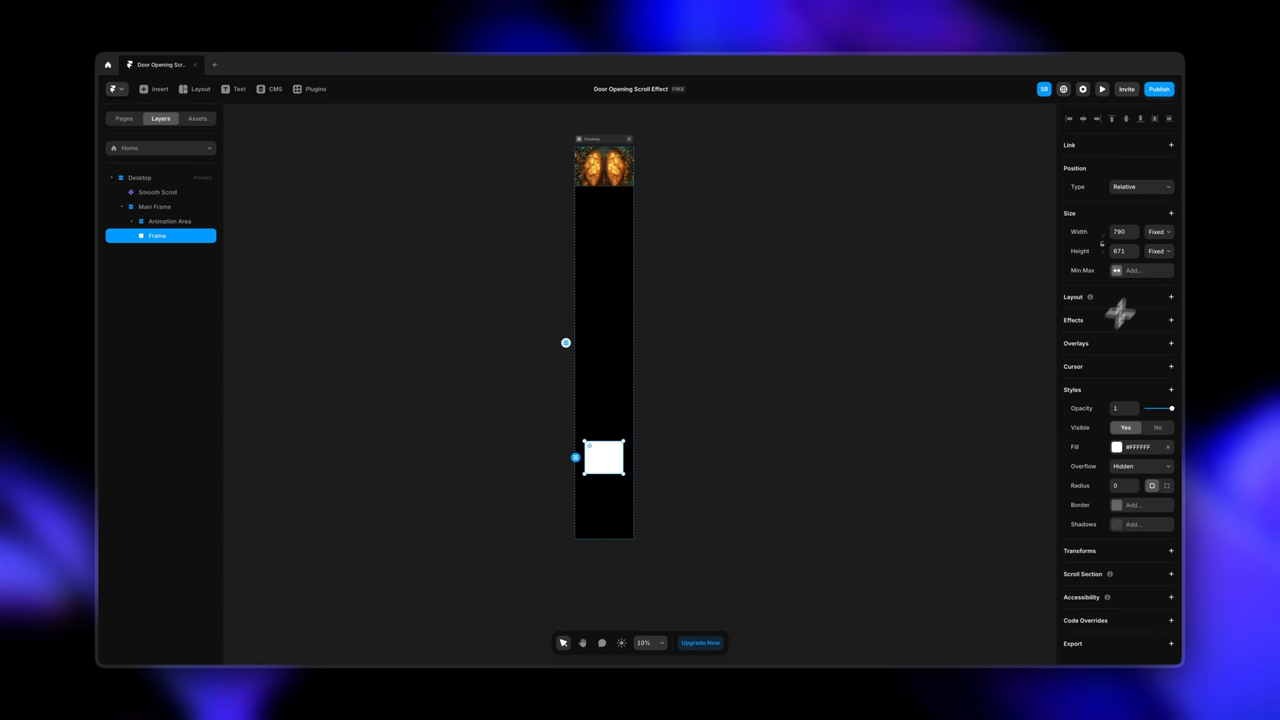 Door Opening Scr..
Insert
Layout
Text
CMS
Plugins
Door Opening Scroll Effect FREE
SB
Invite
Publish
Pages
Layers
Assets
Home
Desktop
Primary
Smooth Scroll
Main Frame
Animation Area
Frame
Desktop
10%
Upgrade Now
Link
Position
Type
Relative
Size
Width
790
Fixed
Height
671
Fixed
Min Max
Add...
Layout
Effects
Overlays
Cursor
Styles
Opacity
1
Visible
Yes
No
Fill
#FFFFFF
Overflow
Hidden
Radius
0
Border
Add...
Shadows
Add...
Transforms
Scroll Section
Accessibility
Code Overrides
Export